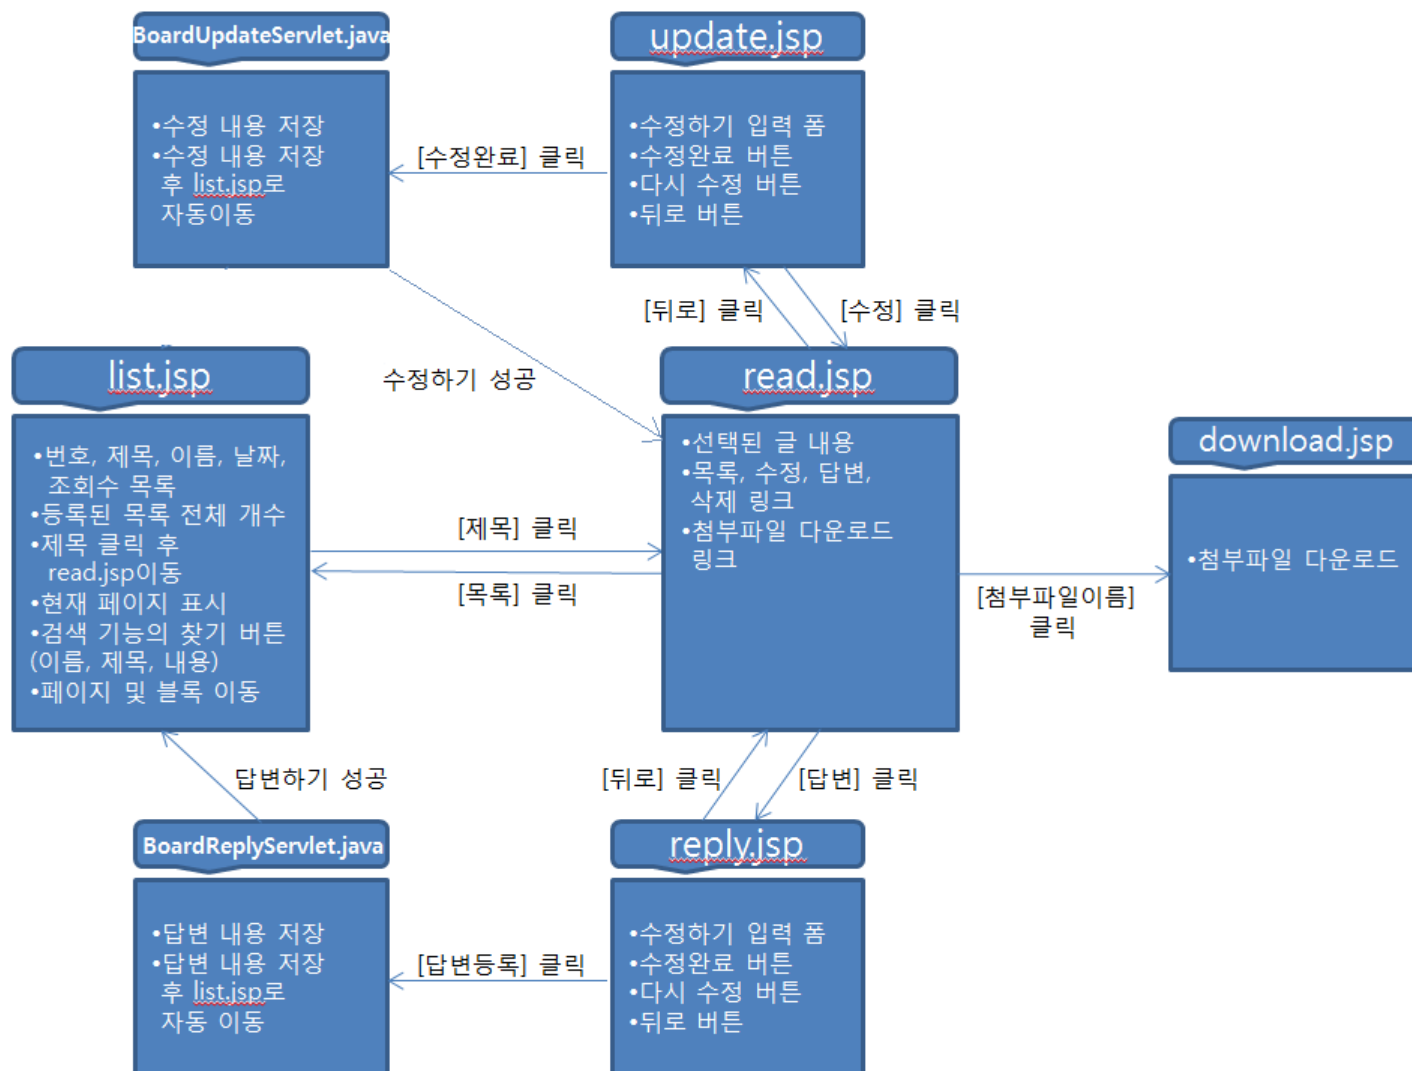 BoardUpdateServlet.java
•수정 내용 저장
•수정 내용 저장
후 list.jsp로
자동이동
[수정완료] 클릭
update.jsp
•수정하기 입력 폼
•수정완료 버튼
•다시 수정 버튼
•뒤로 버튼
[뒤로] 클릭
[수정] 클릭
수정하기 성공
list.jsp
•번호, 제목, 이름, 날짜,
조회수 목록
•등록된 목록 전체 개수
•제목 클릭 후
read.jsp이동
•현재 페이지 표시
•검색 기능의 찾기 버튼
(이름, 제목, 내용)
•페이지 및 블록 이동
[제목] 클릭
[목록] 클릭
read.jsp
•선택된 글 내용
•목록, 수정, 답변,
삭제 링크
•첨부파일 다운로드
링크
[첨부파일이름]
클릭
download.jsp
•첨부파일 다운로드
답변하기 성공
[뒤로] 클릭
[답변] 클릭
BoardReplyServlet.java
•답변 내용 저장
•답변 내용 저장
후 list.jsp로
자동 이동
[답변등록] 클릭
reply.jsp
•수정하기 입력 폼
•수정완료 버튼
•다시 수정 버튼
•뒤로 버튼